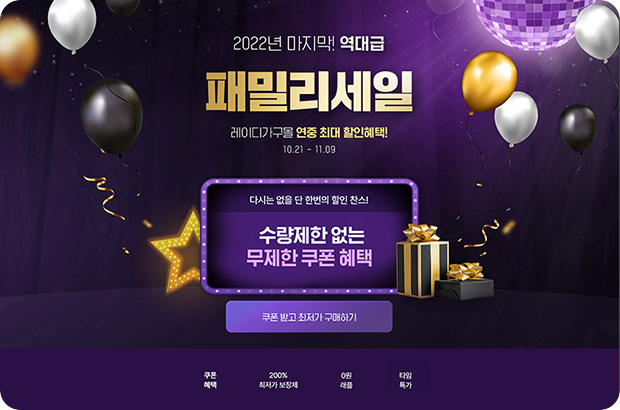 2022년 마지막! 역대급
패밀리세일
레이디가구몰 연중 최대 할인혜택!
10.21 - 11.09
다시는 없을 단 한번의 할인 찬스!
수량제한 없는
무제한 쿠폰 혜택
쿠폰 받고 최저가 구매하기
쿠폰
혜택
200%
최저가 보장제
0원
래플
타임
특가